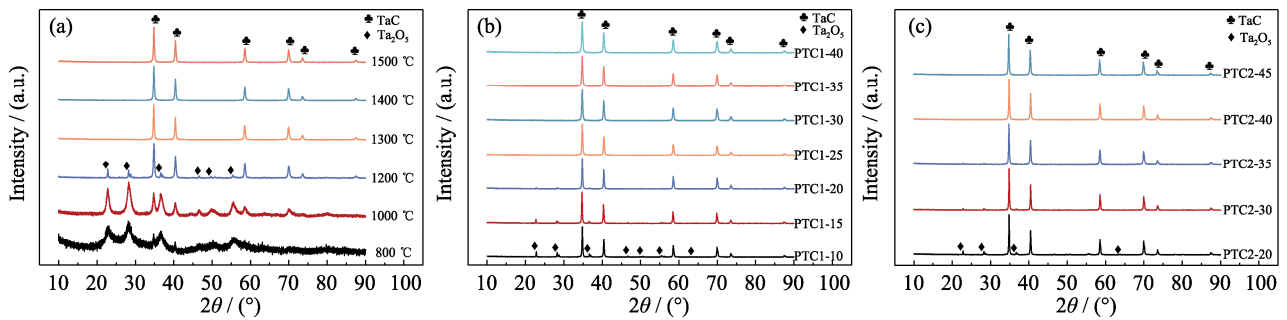 (a)
♣ TaC
♦ Ta₂O₅
1500 ℃
1400 ℃
1300 ℃
1200 ℃
1000 ℃
800 ℃
Intensity / (a.u.)
10 20 30 40 50 60 70 80 90 100
2θ / (°)
(b)
♣ TaC
♦ Ta₂O₅
PTC1-40
PTC1-35
PTC1-30
PTC1-25
PTC1-20
PTC1-15
PTC1-10
Intensity / (a.u.)
10 20 30 40 50 60 70 80 90 100
2θ / (°)
(c)
♣ TaC
♦ Ta₂O₅
PTC2-45
PTC2-40
PTC2-35
PTC2-30
PTC2-20
Intensity / (a.u.)
10 20 30 40 50 60 70 80 90 100
2θ / (°)